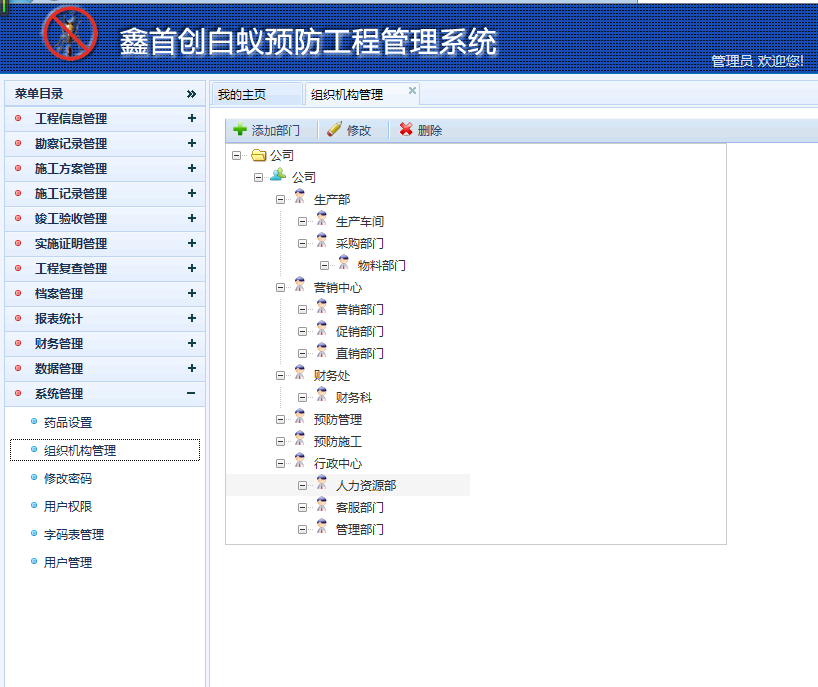 鑫首创白蚁预防工程管理系统
管理员 欢迎您!
菜单目录
工程信息管理
勘察记录管理
施工方案管理
施工记录管理
竣工验收管理
实施证明管理
工程复查管理
档案管理
报表统计
财务管理
数据管理
系统管理
药品设置
组织机构管理
修改密码
用户权限
字码表管理
用户管理
我的主页 组织机构管理
添加部门 修改 删除
公司
公司
生产部
生产车间
采购部门
物料部门
营销中心
营销部门
促销部门
直销部门
财务处
财务科
预防管理
预防施工
行政中心
人力资源部
客服部门
管理部门